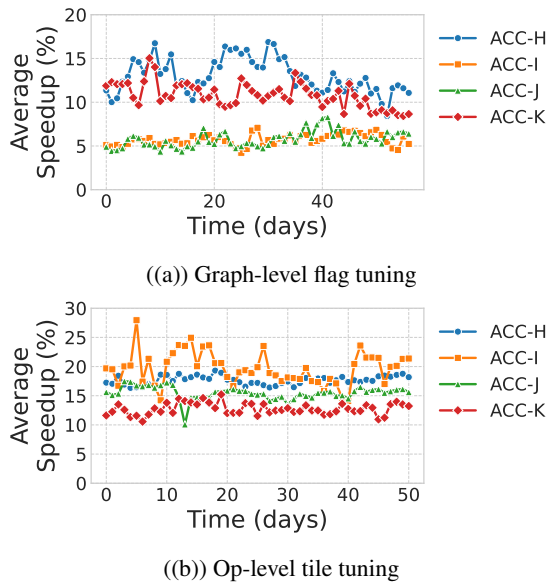 20
15
10
5
0
Average
Speedup (%)
0
20
40
Time (days)
ACC-H
ACC-I
ACC-J
ACC-K
((a)) Graph-level flag tuning
30
25
20
15
10
5
0
Average
Speedup (%)
0
10
20
30
40
50
Time (days)
ACC-H
ACC-I
ACC-J
ACC-K
((b)) Op-level tile tuning